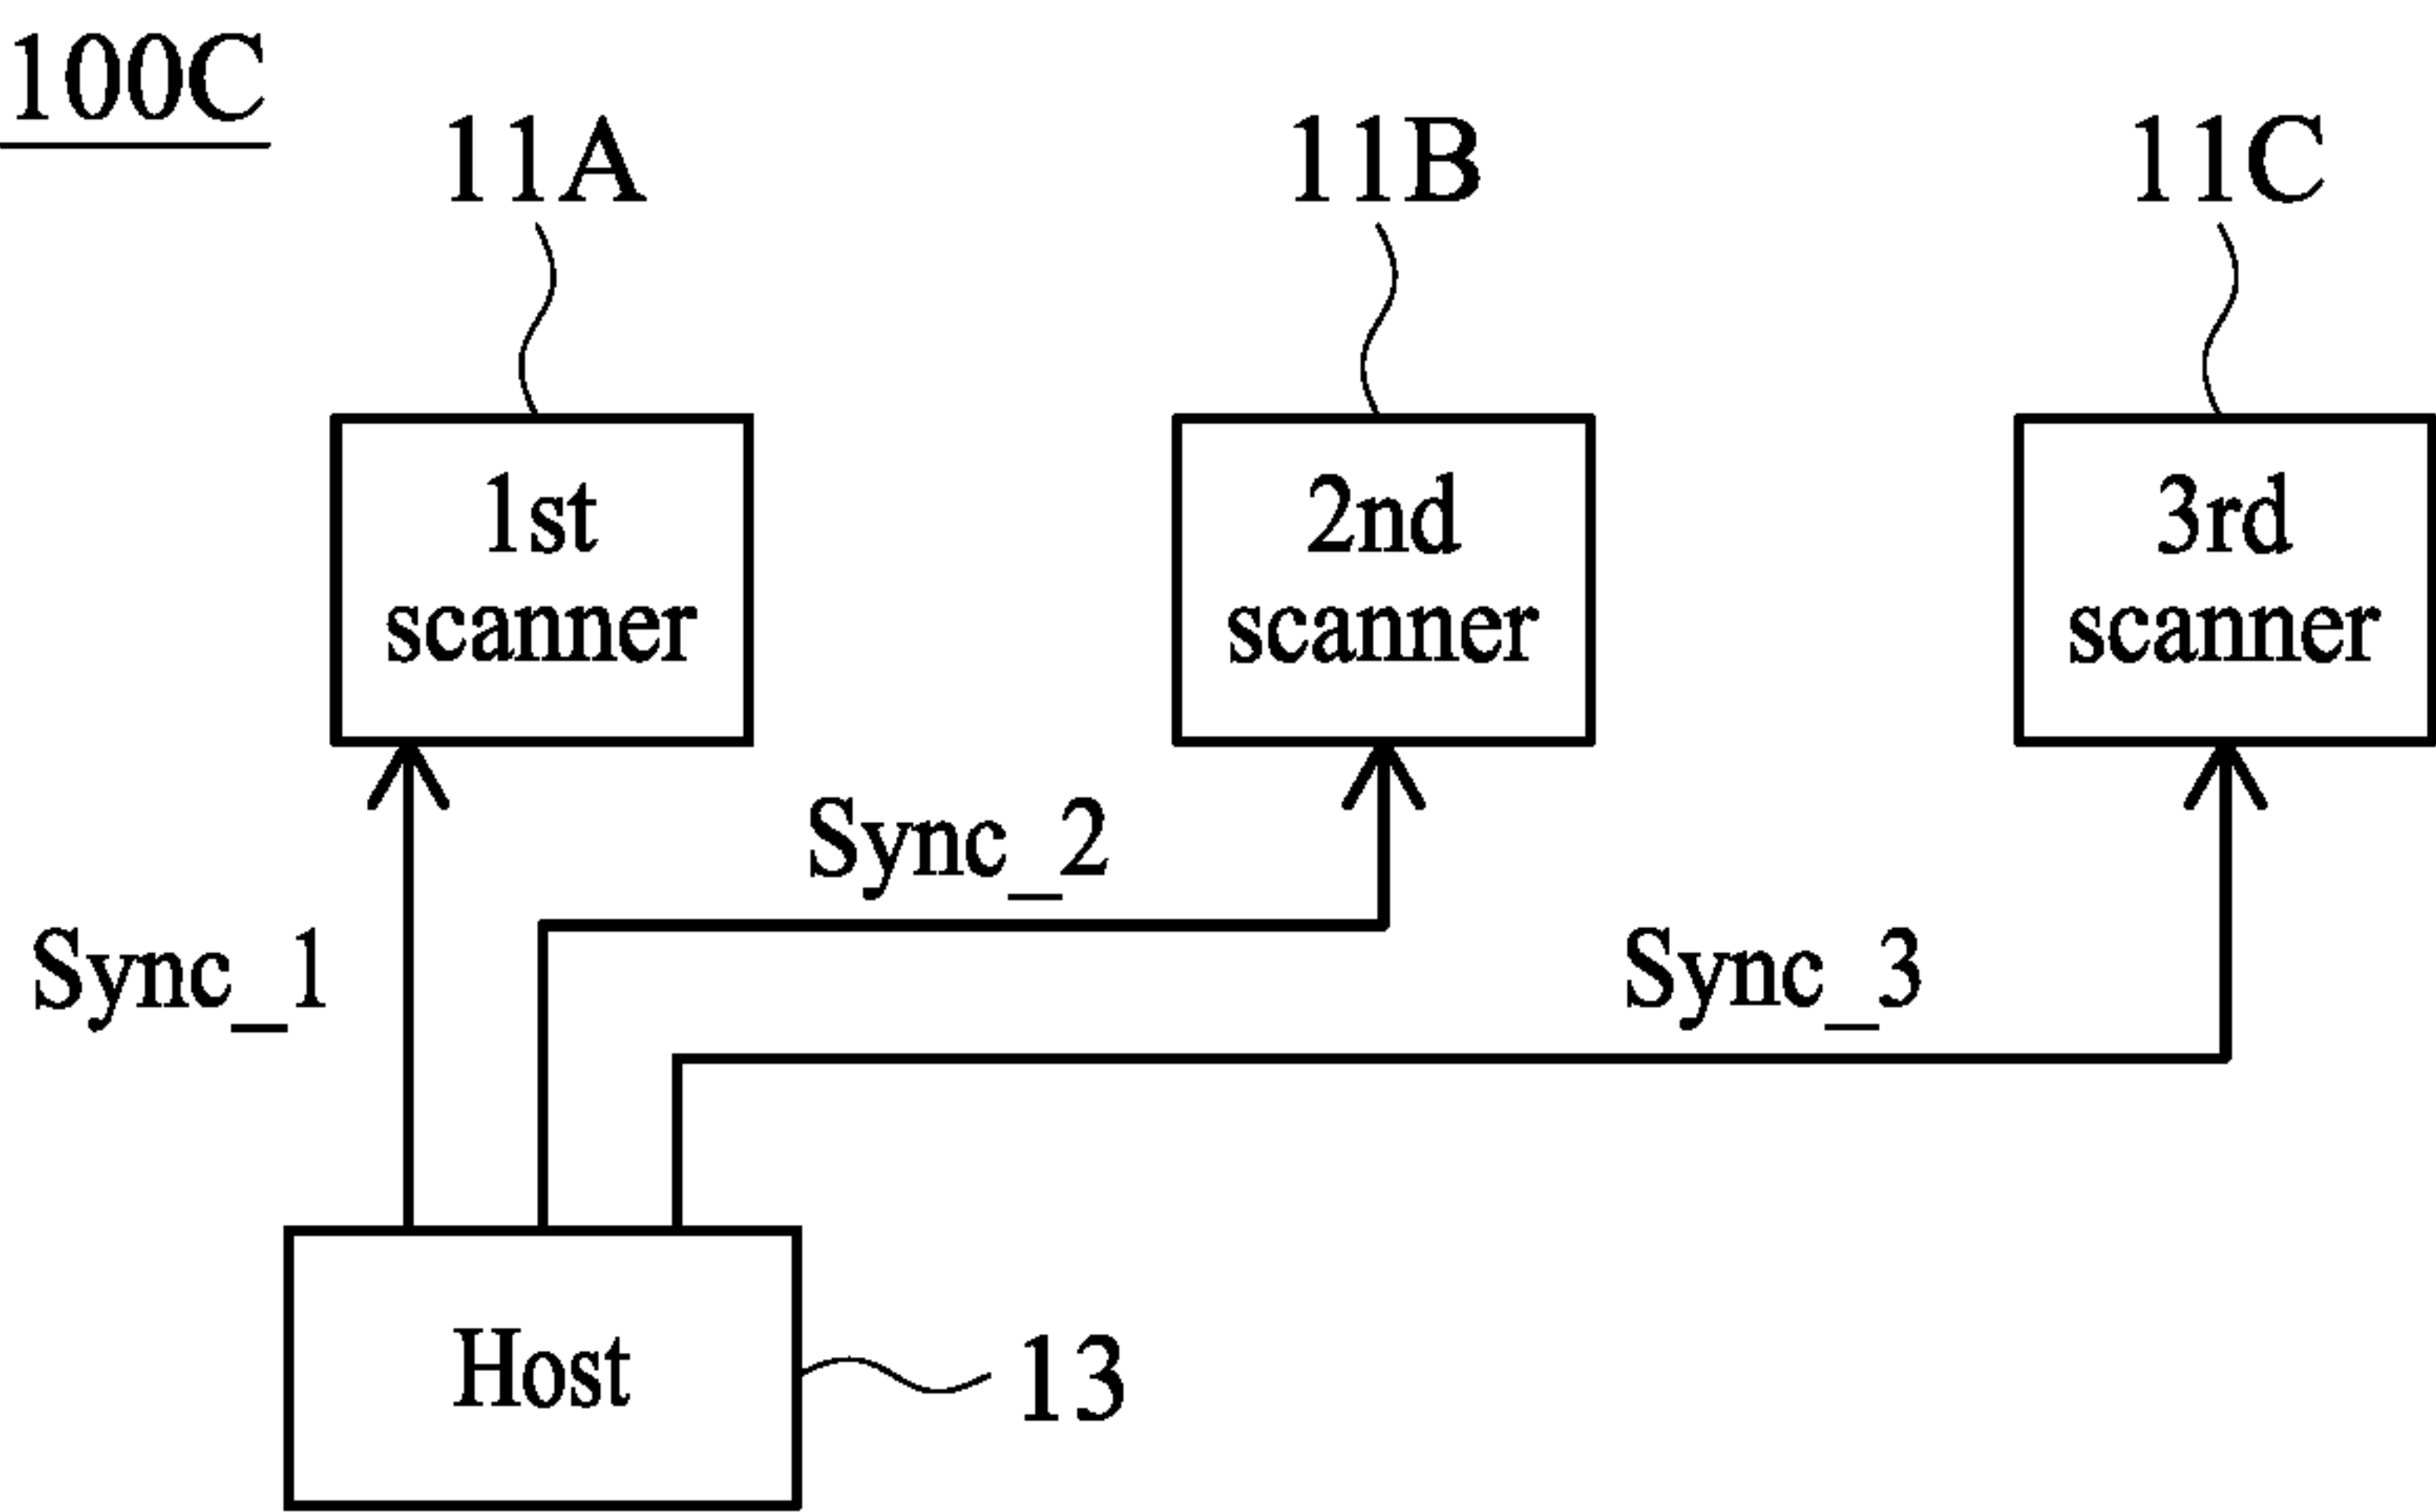 100C
11A
11B
11C
1st
scanner
2nd
scanner
3rd
scanner
Sync_2
Sync_1
Sync_3
Host
13